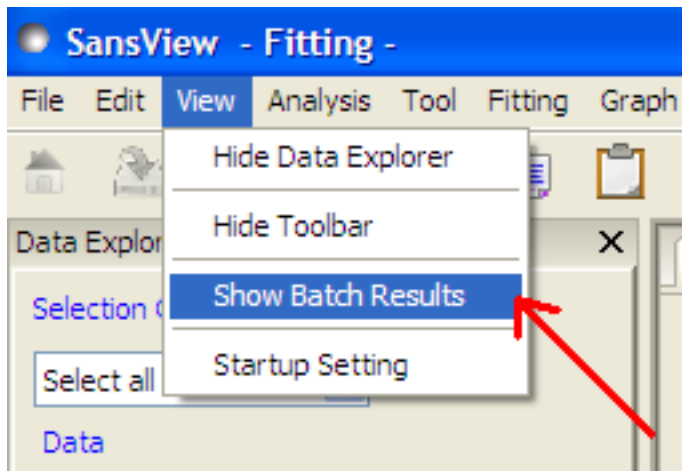 SansView - Fitting -
File Edit View Analysis Tool Fitting Graph
Hide Data Explorer
Hide Toolbar
Data Explor
Show Batch Results
Selection
Startup Setting
Select all
Data